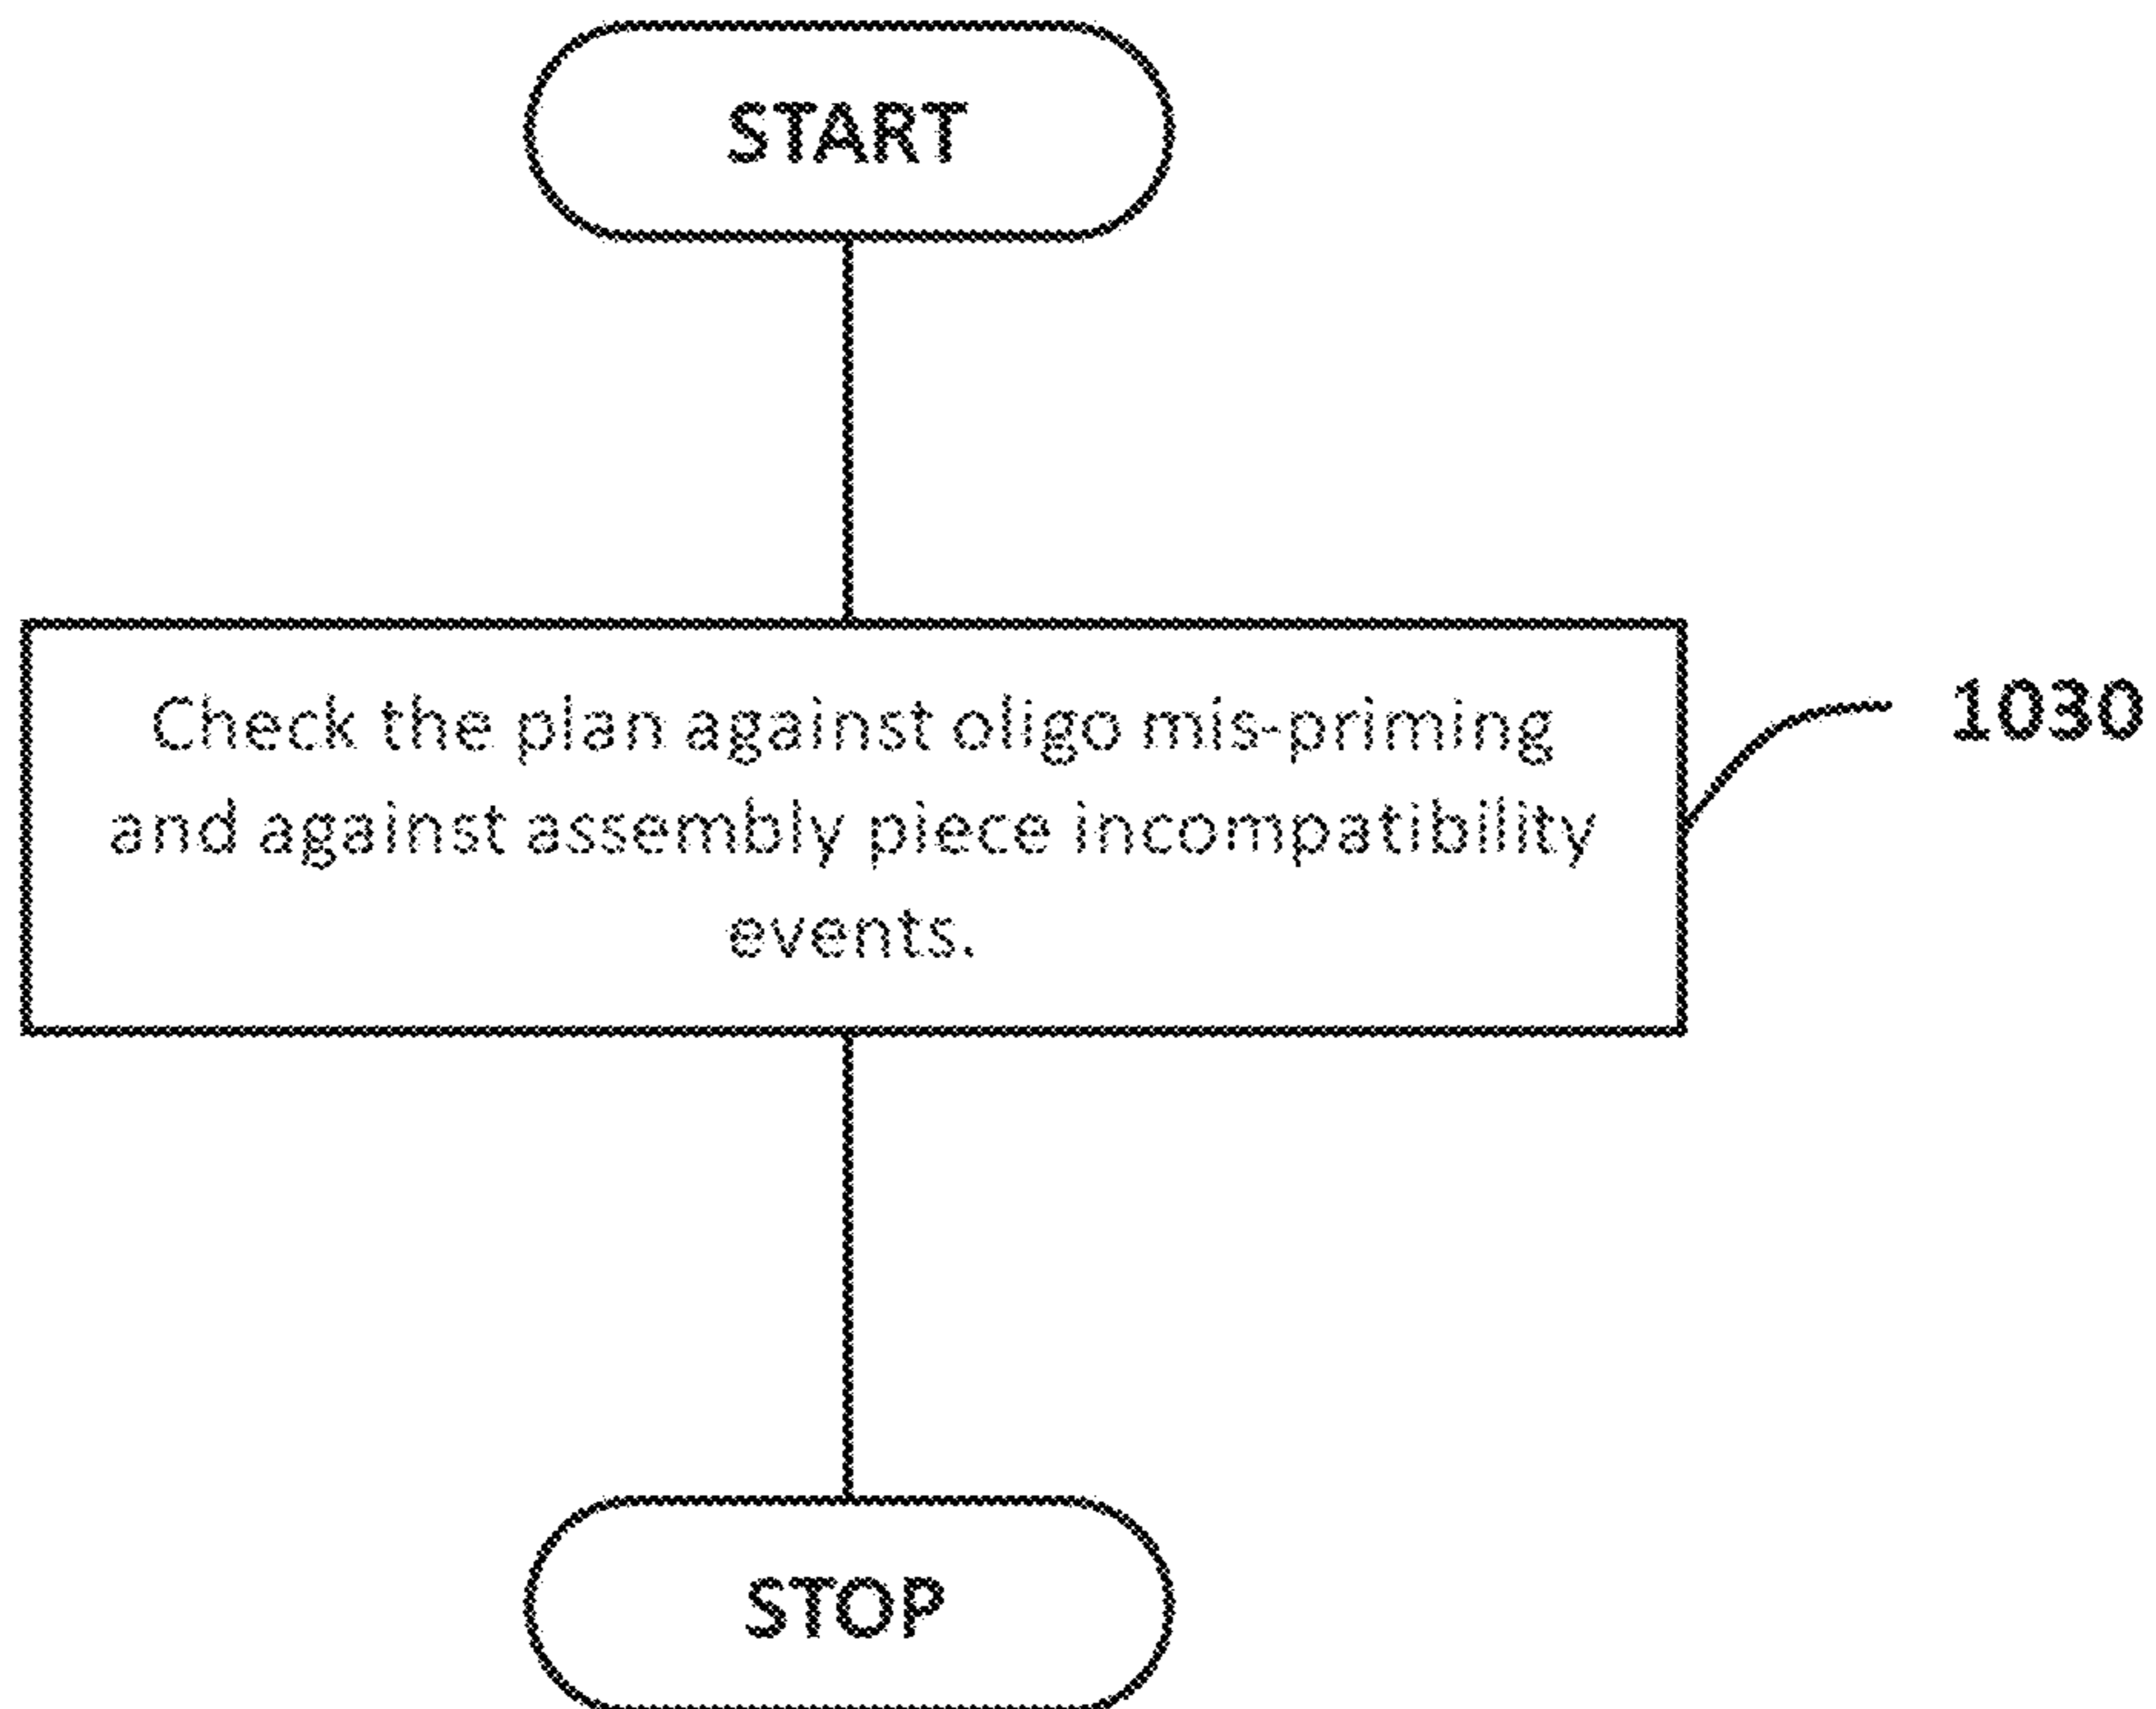 START
Check the plan against oligo mis-priming
1030
and against assembly piece incompatibility
events.
STOP